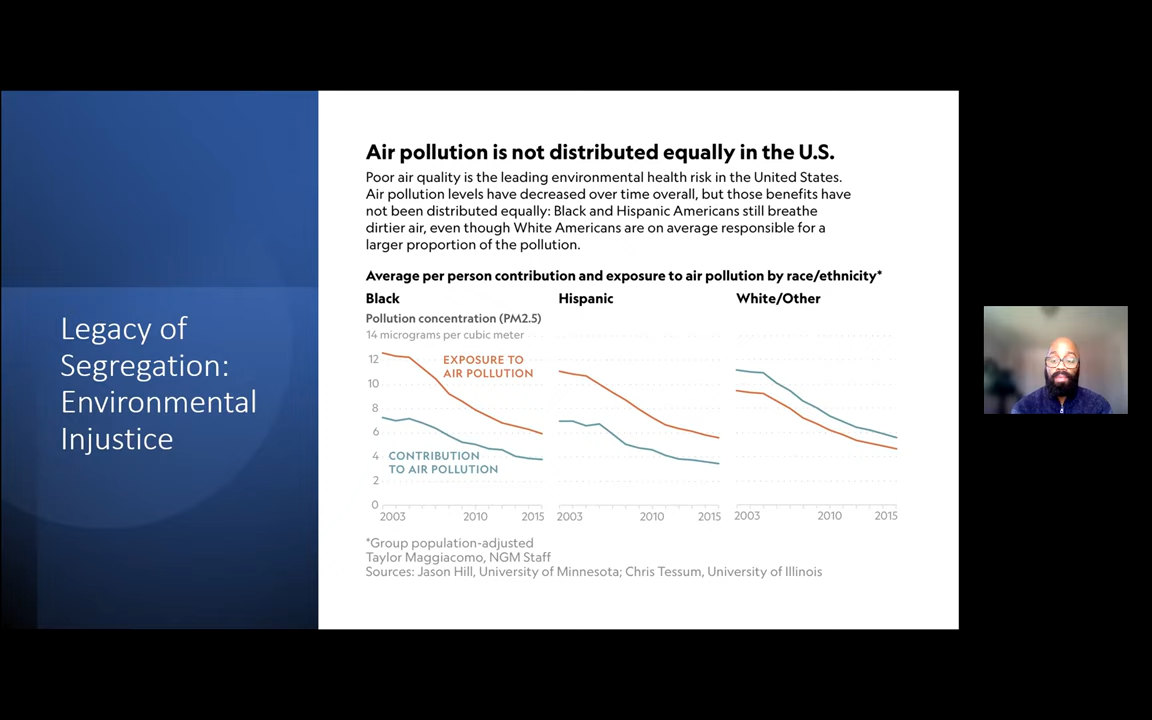 Legacy of
Segregation:
Environmental
Injustice
Air pollution is not distributed equally in the U.S.
Poor air quality is the leading environmental health risk in the United States.
Air pollution levels have decreased over time overall, but those benefits have
not been distributed equally: Black and Hispanic Americans still breathe
dirtier air, even though White Americans are on average responsible for a
larger proportion of the pollution.
Average per person contribution and exposure to air pollution by race/ethnicity*
Black
Pollution concentration (PM2.5)
14 micrograms per cubic meter
12
10
8
6
4
2
0
EXPOSURE TO
AIR POLLUTION
CONTRIBUTION
TO AIR POLLUTION
2003 2010 2015
Hispanic
2003 2010 2015
White/Other
2003 2010 2015
*Group population-adjusted
Taylor Maggiacomo, NGM Staff
Sources: Jason Hill, University of Minnesota; Chris Tessum, University of Illinois